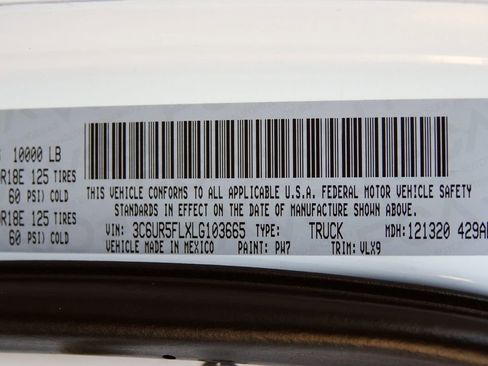 10000 LB
R18E 125 TIRES
60 PSI) COLD
R18E 125 TIRES
60 PSI) COLD
THIS VEHICLE CONFORMS TO ALL APPLICABLE U.S.A. FEDERAL MOTOR VEHICLE SAFETY
STANDARDS IN EFFECT ON THE DATE OF MANUFACTURE SHOWN ABOVE.
VIN: 3C6UR5FLXLG103665 TYPE: TRUCK MDH: 121320 429A
VEHICLE MADE IN MEXICO PAINT: PW7 TRIM: VLX9